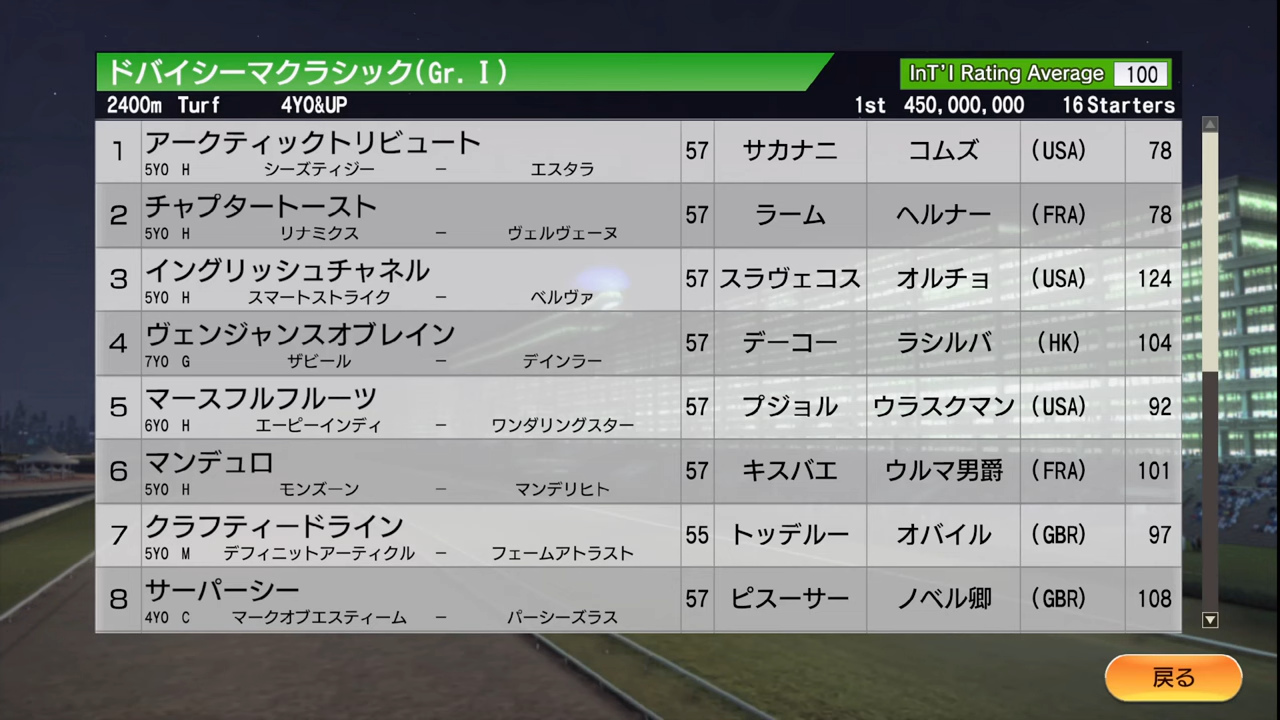 ドバイシーマクラシック(Gr.Ⅰ)
InT'l Rating Average 100
2400m Turf 4YO&UP 1st 450,000,000 16Starters
1 アークティックトリビュート 57 サカナニ コムズ (USA) 78
5YO H シーズティジー － エスタラ
2 チャプタートースト 57 ラーム ヘルナー (FRA) 78
5YO H リナミクス － ヴェルヴェーヌ
3 イングリッシュチャネル 57 スラヴェコス オルチョ (USA) 124
5YO H スマートストライク － ベルヴァ
4 ヴェンジャンスオブレイン 57 デーコー ラシルバ (HK) 104
7YO G ザビール － デインラー
5 マースフルフルーツ 57 プジョル ウラスクマン (USA) 92
6YO H エーピーインディ － ワンダリングスター
6 マンデュロ 57 キスバエ ウルマ男爵 (FRA) 101
5YO H モンズーン － マンデリヒト
7 クラフティードライン 55 トッデルー オバイル (GBR) 97
5YO M デフィニットアーティクル － フェームアトラスト
8 サーパーシー 57 ピスーサー ノベル卿 (GBR) 108
4YO C マークオブエスティーム － パーシーズラス
戻る